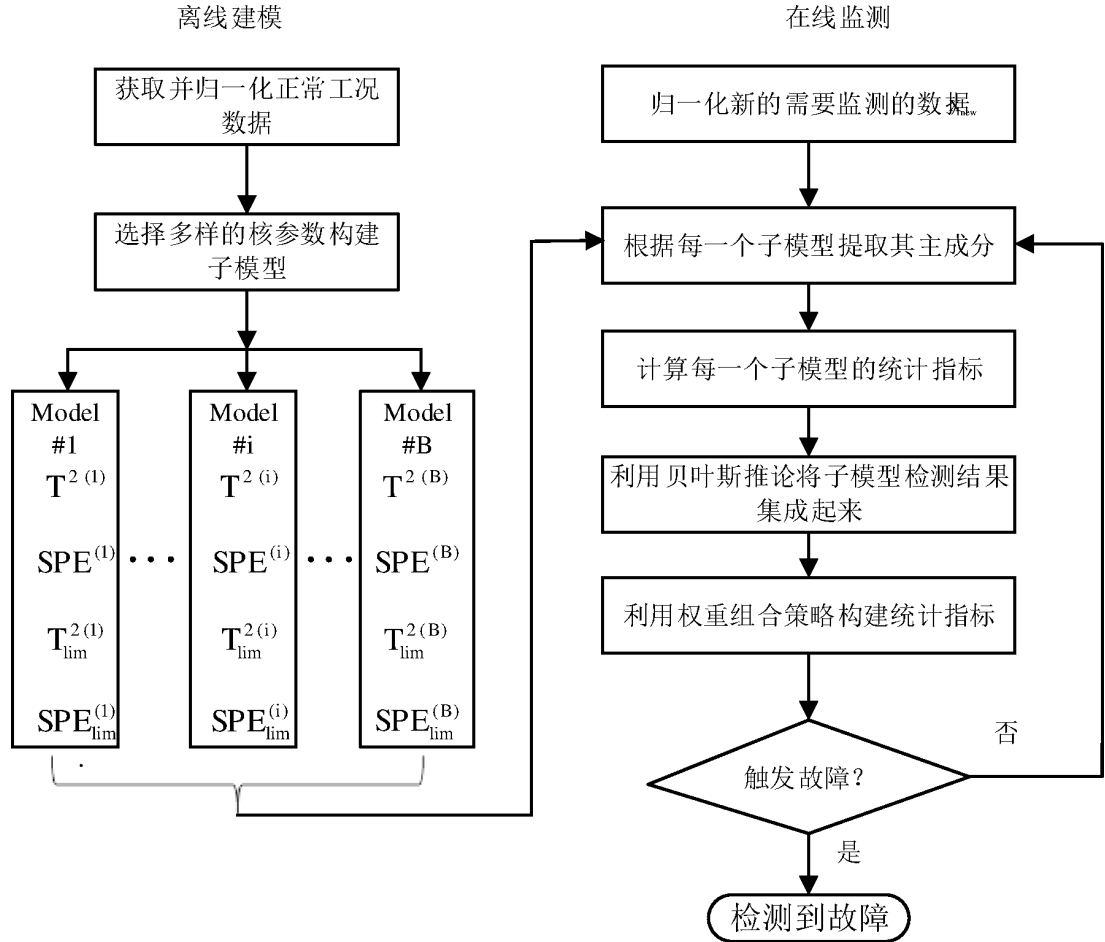 离线建模
获取并归一化正常工况
数据
选择多样的核参数构建
子模型
Model
#1
T²⁽¹⁾
SPE⁽¹⁾
T²⁽¹⁾lim
SPE⁽¹⁾lim
...
Model
#i
T²⁽ⁱ⁾
SPE⁽ⁱ⁾
T²⁽ⁱ⁾lim
SPE⁽ⁱ⁾lim
...
Model
#B
T²⁽ᴮ⁾
SPE⁽ᴮ⁾
T²⁽ᴮ⁾lim
SPE⁽ᴮ⁾lim
在线监测
归一化新的需要监测的数据
根据每一个子模型提取其主成分
计算每一个子模型的统计指标
利用贝叶斯推论将子模型检测结果
集成起来
利用权重组合策略构建统计指标
触发故障?
否
是
检测到故障